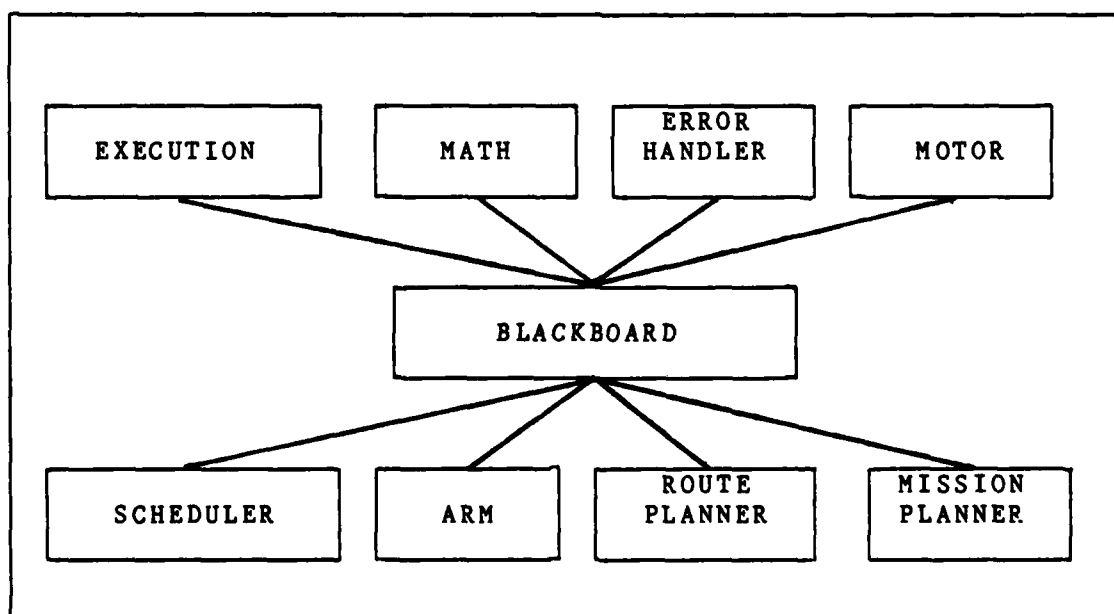 EXECUTION
MATH
ERROR
HANDLER
MOTOR
BLACKBOARD
SCHEDULER
ARM
ROUTE
PLANNER
MISSION
PLANNER